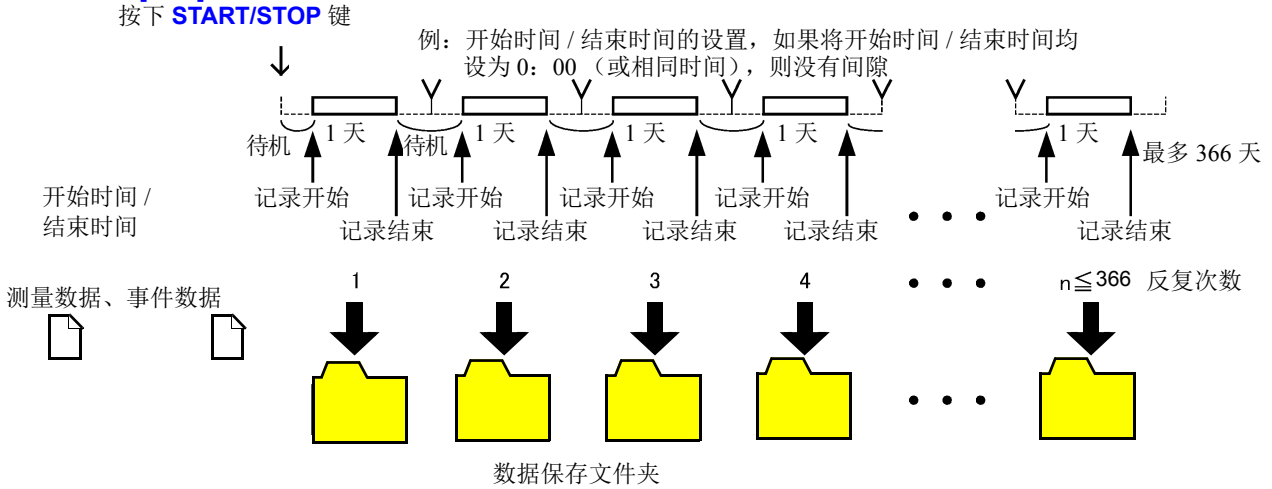 按下 START/STOP 键
例：开始时间 / 结束时间的设置，如果将开始时间 / 结束时间均
设为 0：00 （或相同时间），则没有间隙
待机
1 天
待机
1 天
1 天
1 天
1 天
最多 366 天
开始时间 /
结束时间
记录开始
记录开始
记录开始
记录开始
记录开始
记录结束
记录结束
记录结束
记录结束
记录结束
测量数据、事件数据
1
2
3
4
n≦366 反复次数
数据保存文件夹